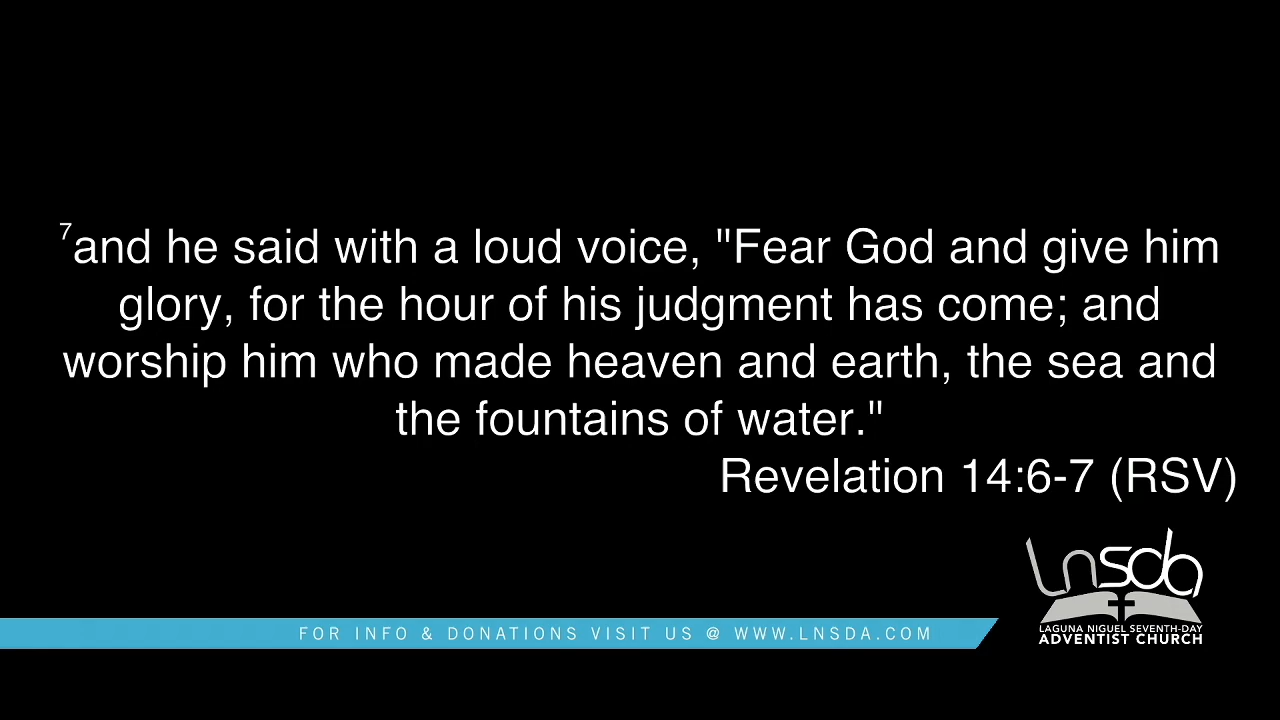 7and he said with a loud voice, "Fear God and give him
glory, for the hour of his judgment has come; and
worship him who made heaven and earth, the sea and
the fountains of water."
Revelation 14:6-7 (RSV)
Lnsda
LAGUNA NIGUEL SEVENTH-DAY
ADVENTIST CHURCH
FOR INFO & DONATIONS VISIT US @ WWW.LNSDA.COM